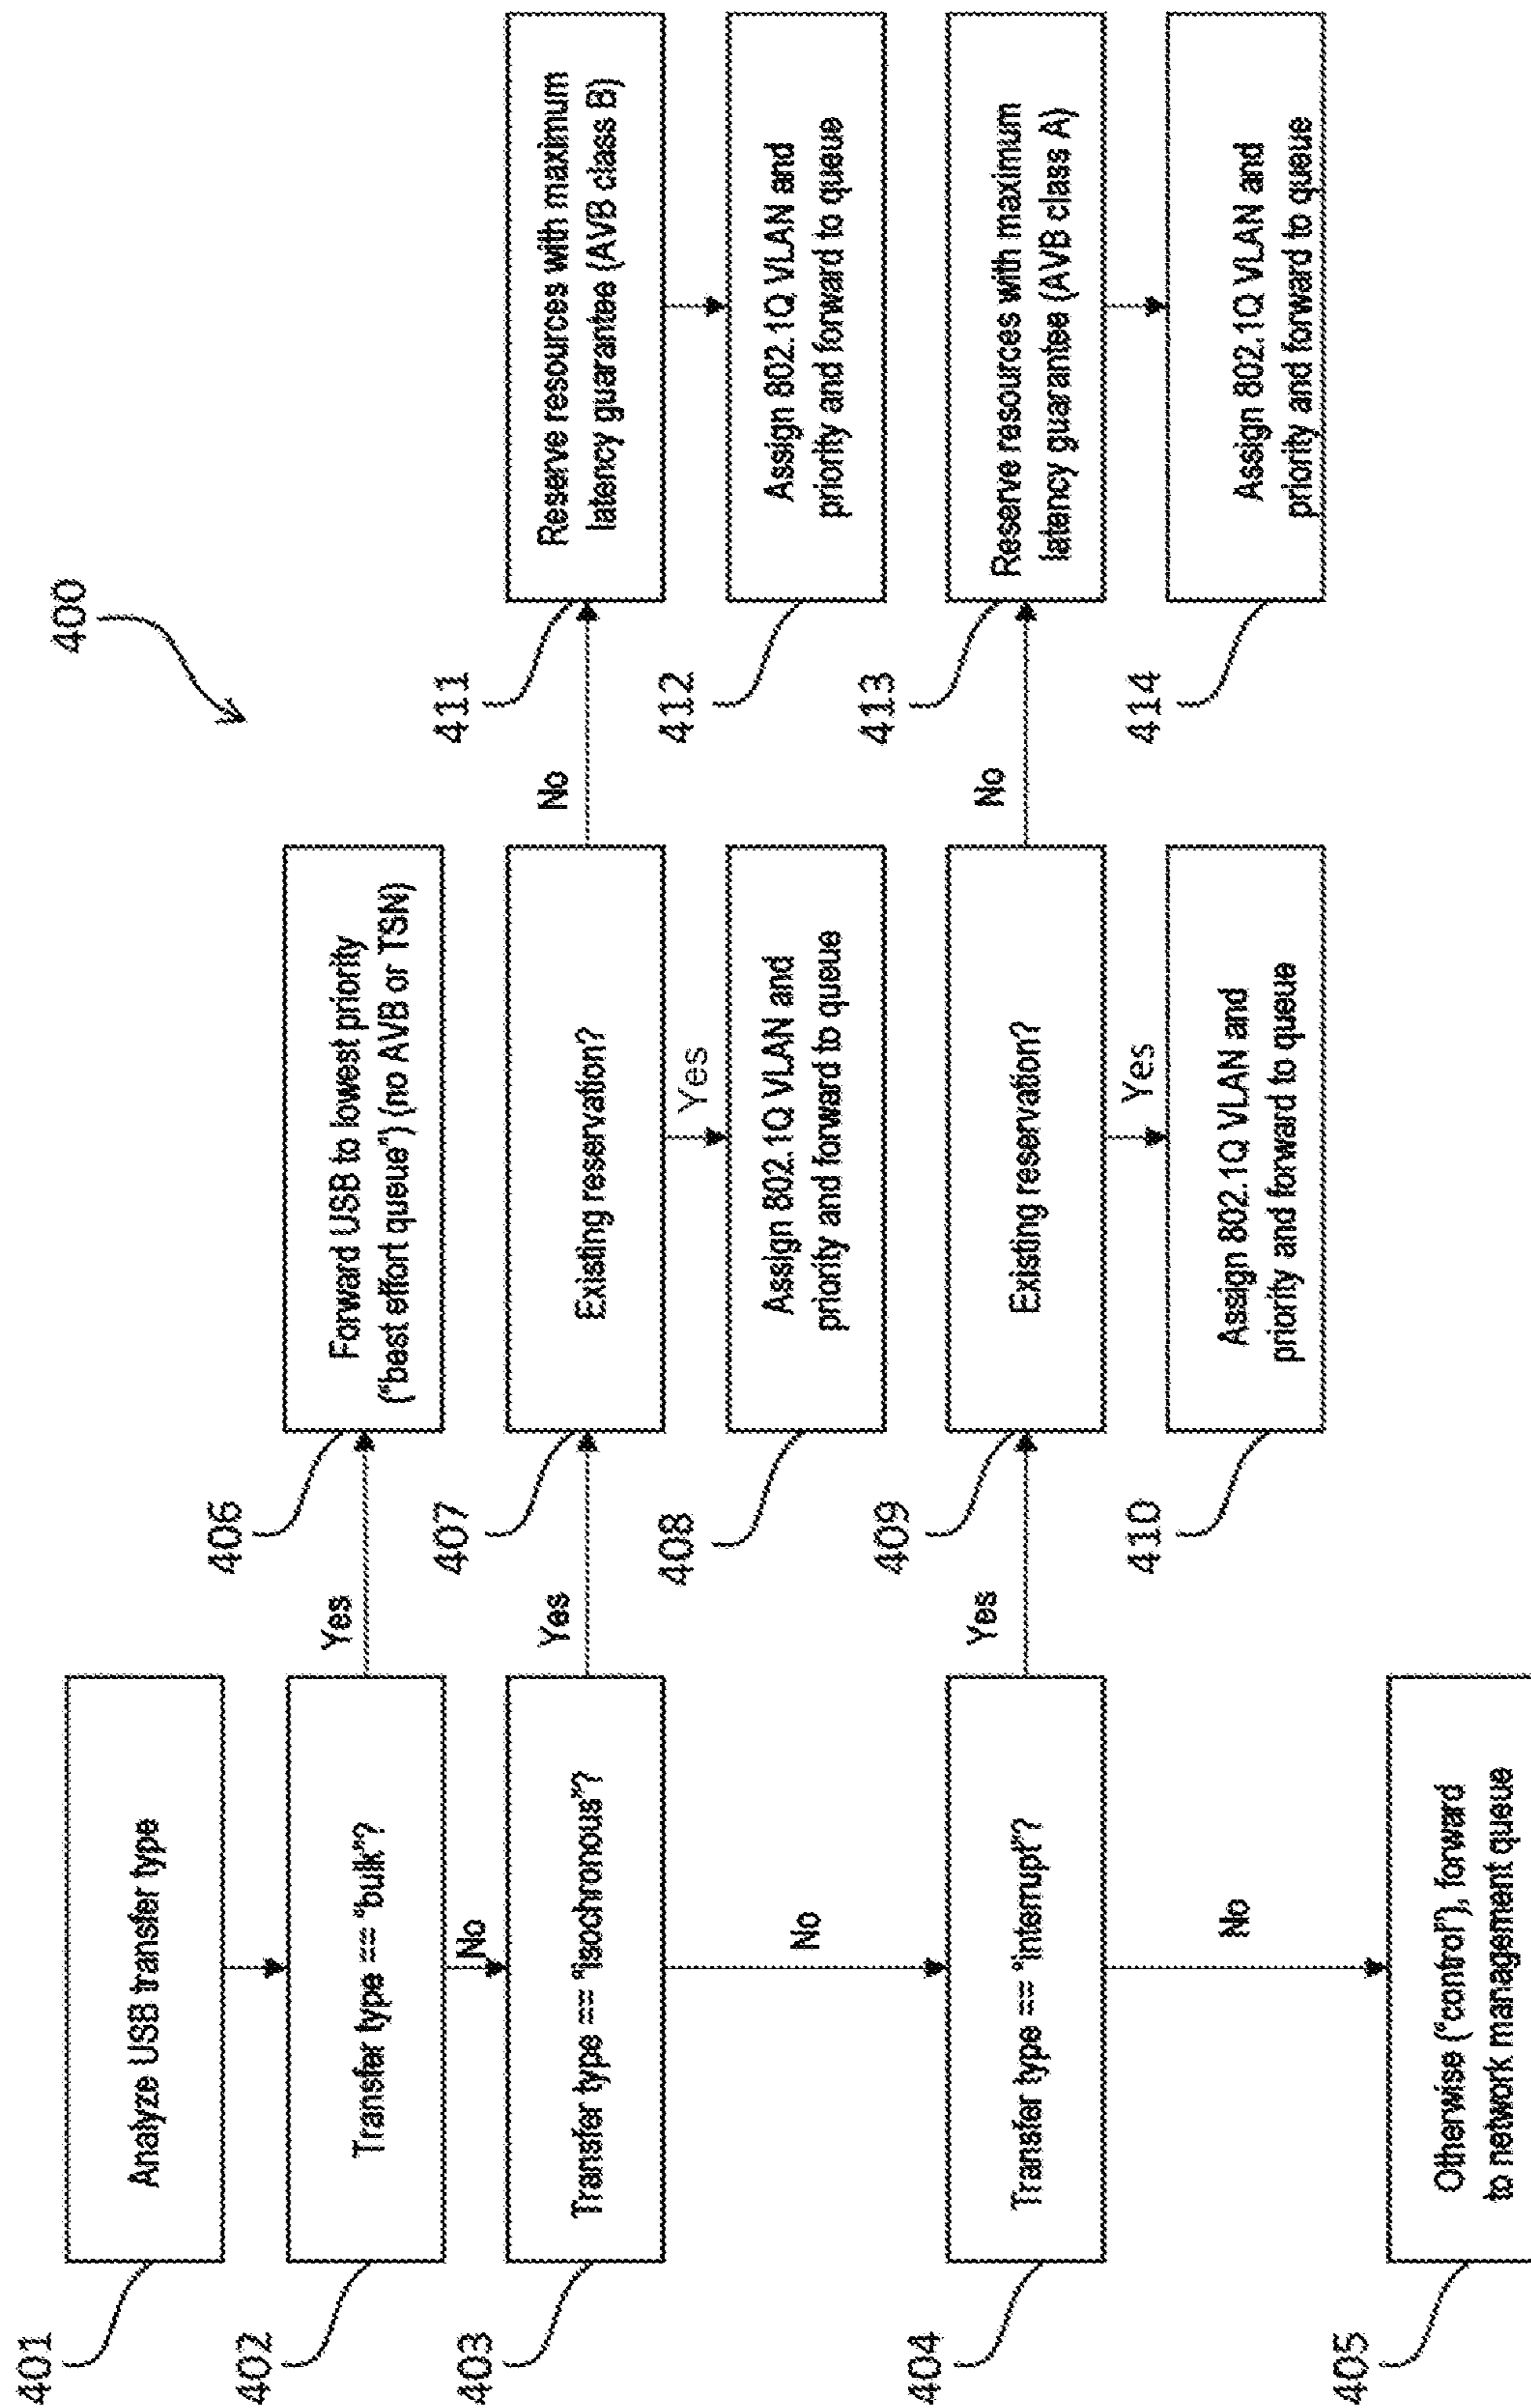 400
401
Analyze USB transfer type
402
Transfer type == "bulk"?
Yes
406
Forward USB to lowest priority
("best effort queue") (no AVB or TSN)
No
403
Transfer type == "isochronous"?
Yes
407
Existing reservation?
No
411
Reserve resources with maximum
latency guarantee (AVB class B)
Yes
408
Assign 802.1Q VLAN and
priority and forward to queue
412
Assign 802.1Q VLAN and
priority and forward to queue
No
404
Transfer type == "interrupt"?
Yes
409
Existing reservation?
No
413
Reserve resources with maximum
latency guarantee (AVB class A)
Yes
410
Assign 802.1Q VLAN and
priority and forward to queue
414
Assign 802.1Q VLAN and
priority and forward to queue
No
405
Otherwise ("control"), forward
to network management queue